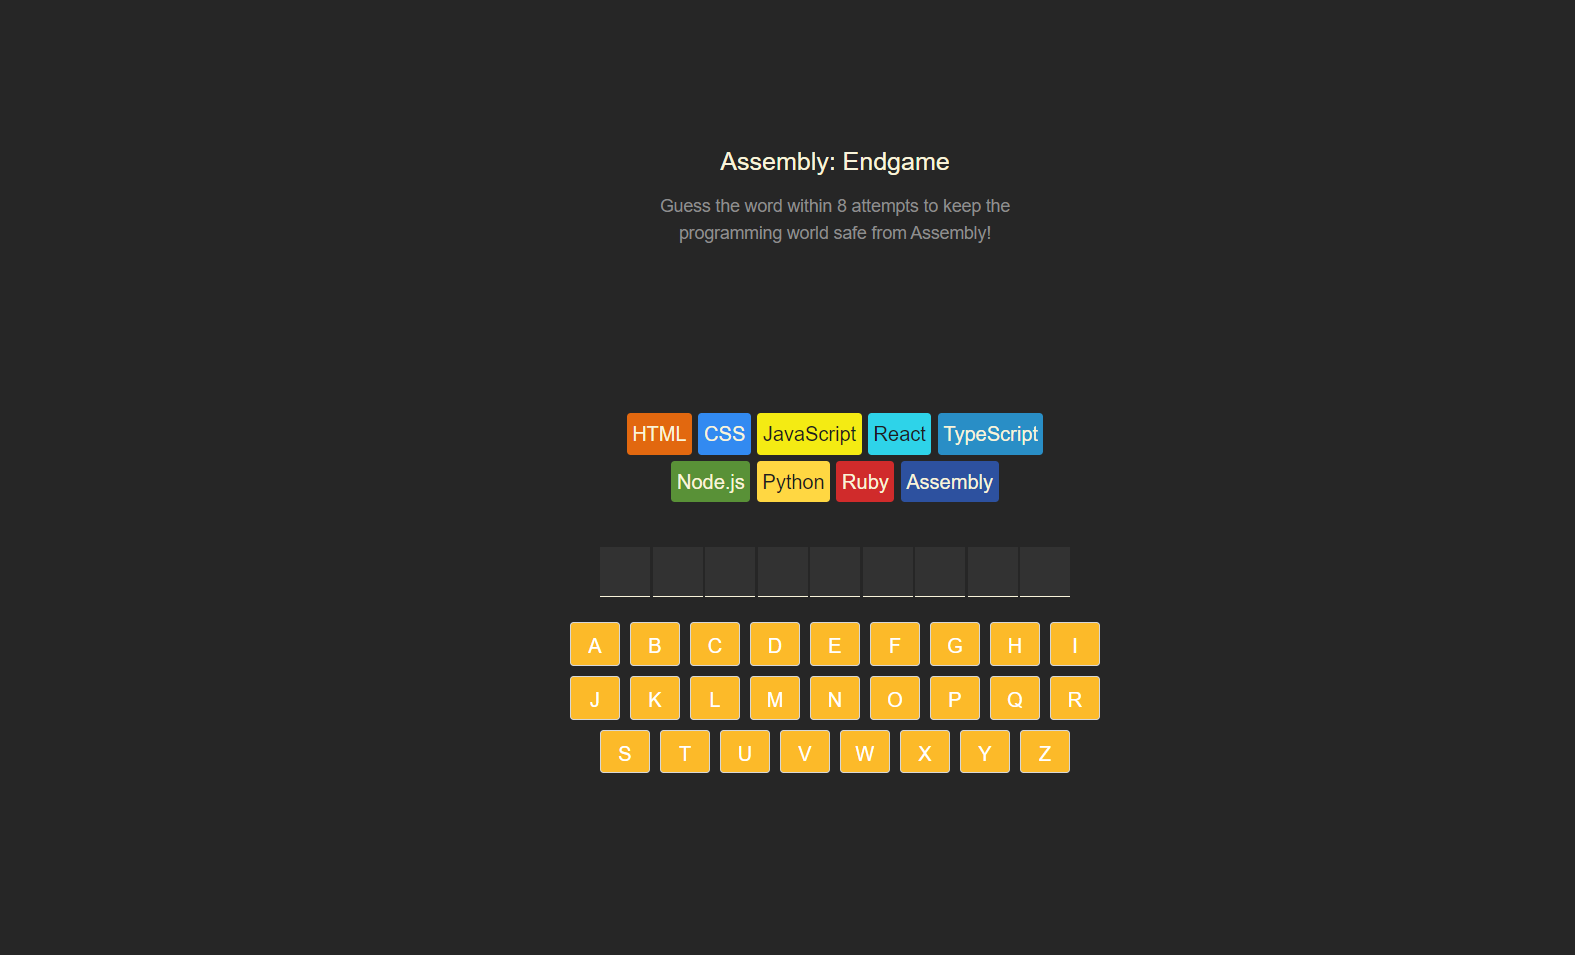 Assembly: Endgame
Guess the word within 8 attempts to keep the
programming world safe from Assembly!
HTML CSS JavaScript React TypeScript
Node.js Python Ruby Assembly
A B C D E F G H I
J K L M N O P Q R
S T U V W X Y Z